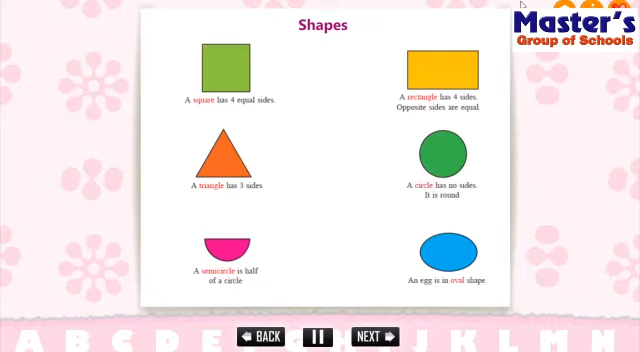 Master's
Group of Schools
Shapes
A square has 4 equal sides.
A rectangle has 4 sides.
Opposite sides are equal.
A triangle has 3 sides
A circle has no sides.
It is round
A semicircle is half
of a circle
An egg is in oval shape.
A B C D E J K L M N
BACK
NEXT